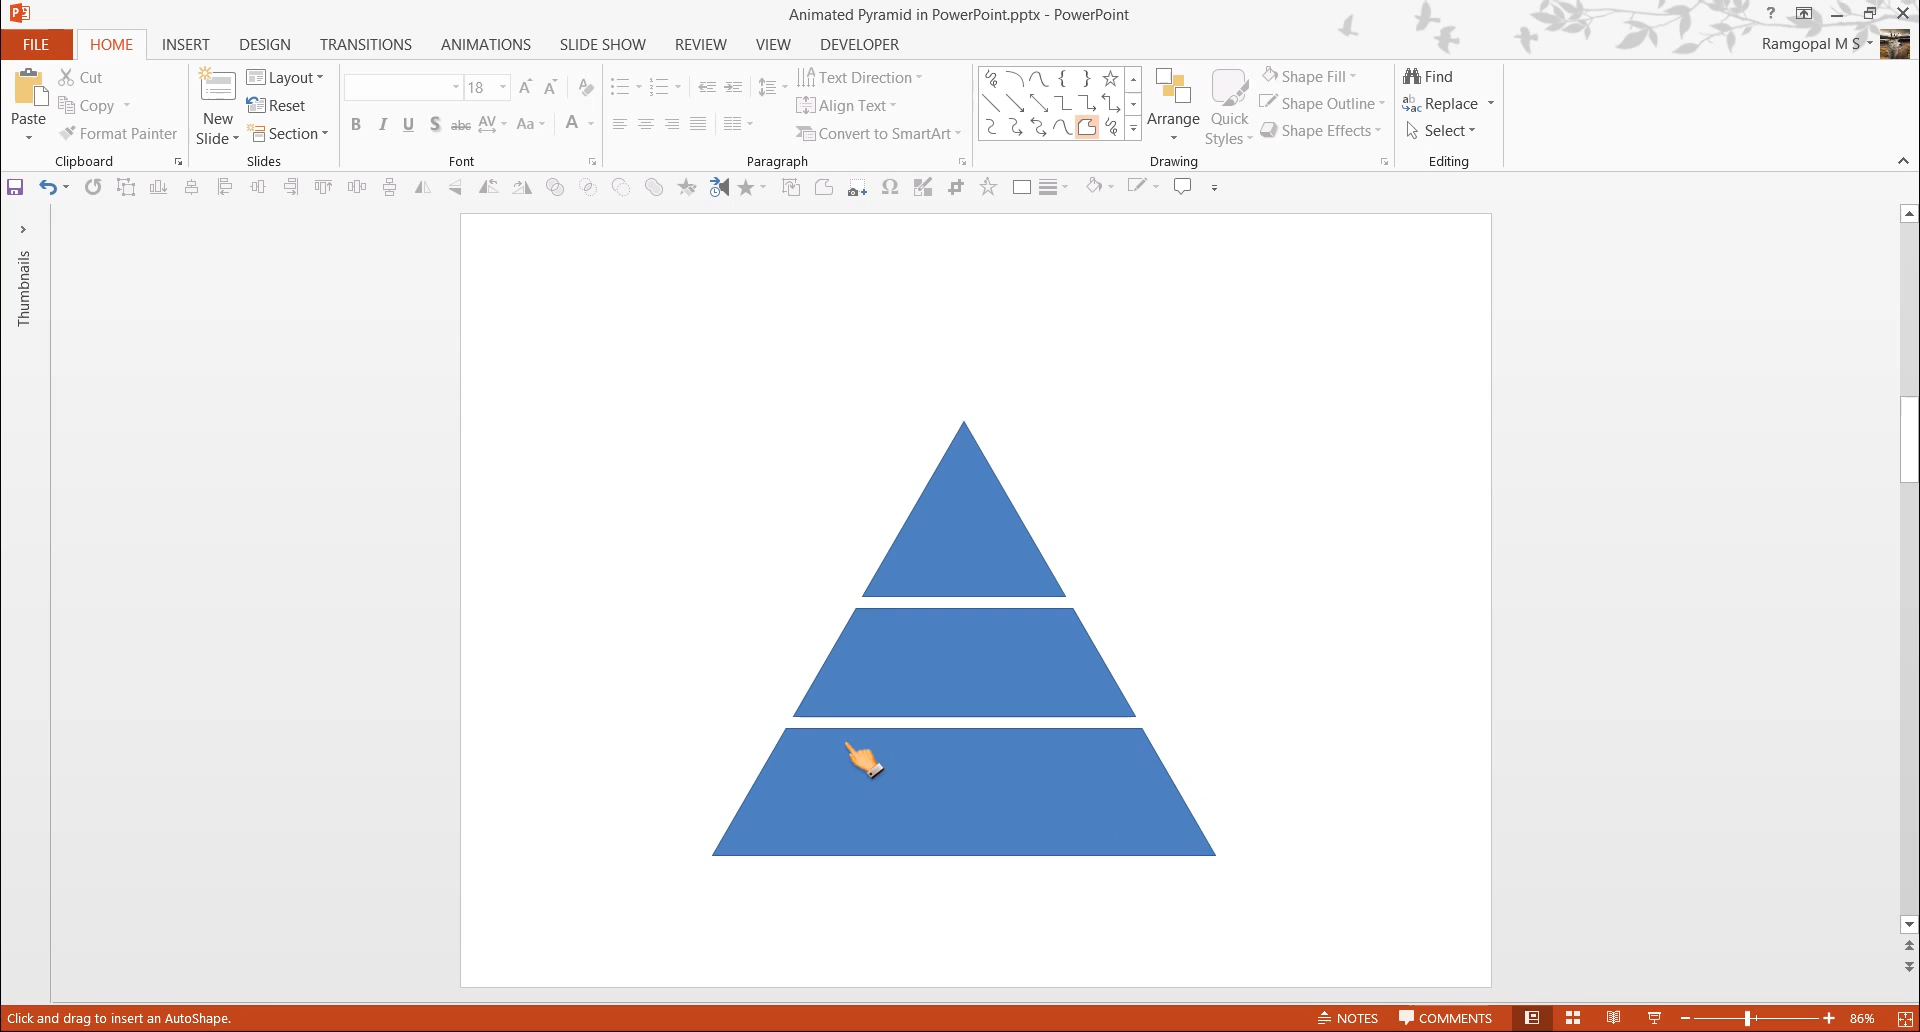 Animated Pyramid in PowerPoint.pptx - PowerPoint
?
FILE HOME INSERT DESIGN TRANSITIONS ANIMATIONS SLIDE SHOW REVIEW VIEW DEVELOPER Ramgopal M S
Paste
Cut
Copy
Format Painter
Clipboard
New
Slide
Layout
Reset
Section
Slides
18
B I U S abc AV Aa A
Font
Text Direction
Align Text
Convert to SmartArt
Paragraph
Arrange
Quick
Styles
Shape Fill
Shape Outline
Shape Effects
Drawing
Find
Replace
Select
Editing
Thumbnails
Click and drag to insert an AutoShape. NOTES COMMENTS 86%